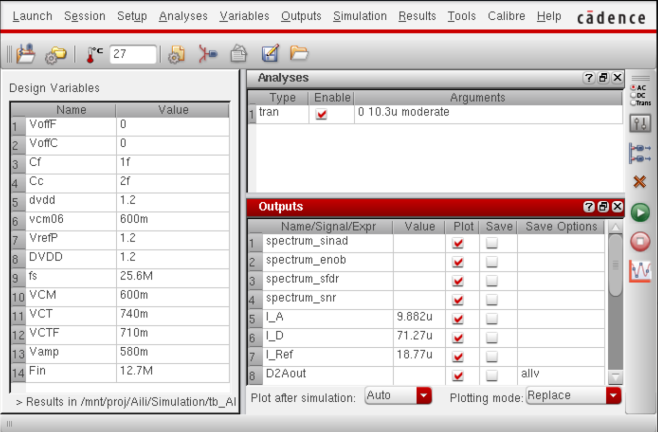 Launch Session Setup Analyses Variables Outputs Simulation Results Tools Calibre Help cādence
°C 27
Design Variables
Name Value
1 VoffF 0
2 VoffC 0
3 Cf 1f
4 Cc 2f
5 dvdd 1.2
6 vcm06 600m
7 VrefP 1.2
8 DVDD 1.2
9 fs 25.6M
10 VCM 600m
11 VCT 740m
12 VCTF 710m
13 Vamp 580m
14 Fin 12.7M
> Results in /mnt/proj/Aili/Simulation/tb_Al
Analyses
Type Enable Arguments
1 tran 0 10.3u moderate
Outputs
Name/Signal/Expr Value Plot Save Save Options
1 spectrum_sinad
2 spectrum_enob
3 spectrum_sfdr
4 spectrum_snr
5 I_A 9.882u
6 I_D 71.27u
7 I_Ref 18.77u
8 D2Aout allv
Plot after simulation: Auto Plotting mode: Replace
AC
DC
Trans